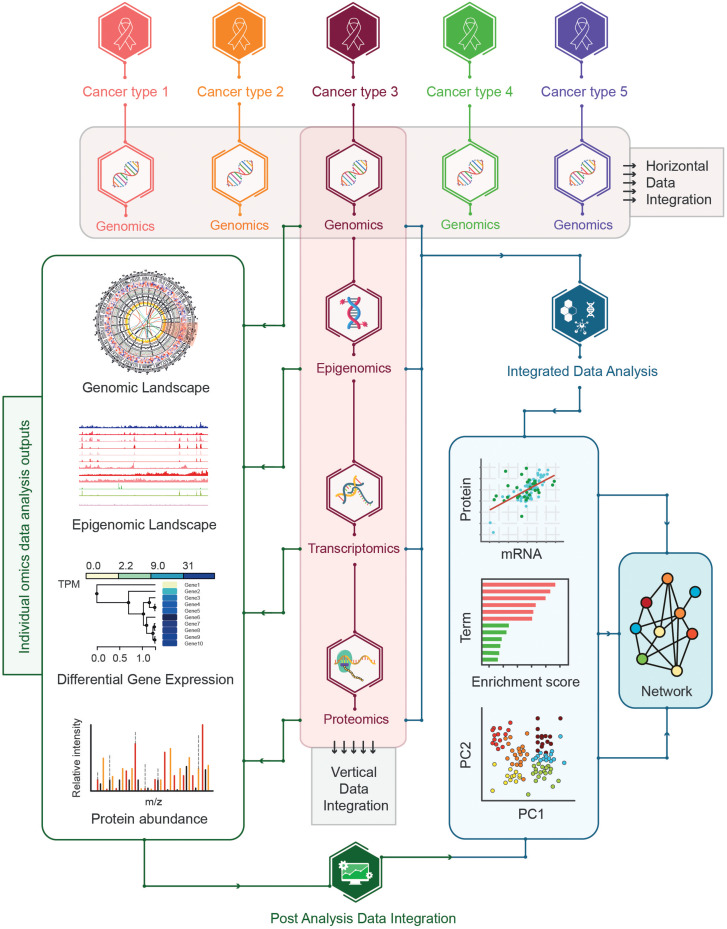 Cancer type 1
Cancer type 2
Cancer type 3
Cancer type 4
Cancer type 5
Genomics
Genomics
Genomics
Genomics
Genomics
Horizontal
Data
Integration
Genomic Landscape
Epigenomics
Integrated Data Analysis
Individual omics data analysis outputs
Epigenomic Landscape
Transcriptomics
Protein
mRNA
0.0
2.2
9.0
31
TPM
Gene1
Gene2
Gene3
Gene4
Gene5
Gene6
Gene7
Gene8
Gene9
Gene10
0.0
0.5
1.0
Differential Gene Expression
Term
Enrichment score
Network
Proteomics
Relative intensity
m/z
Protein abundance
Vertical
Data
Integration
PC2
PC1
Post Analysis Data Integration